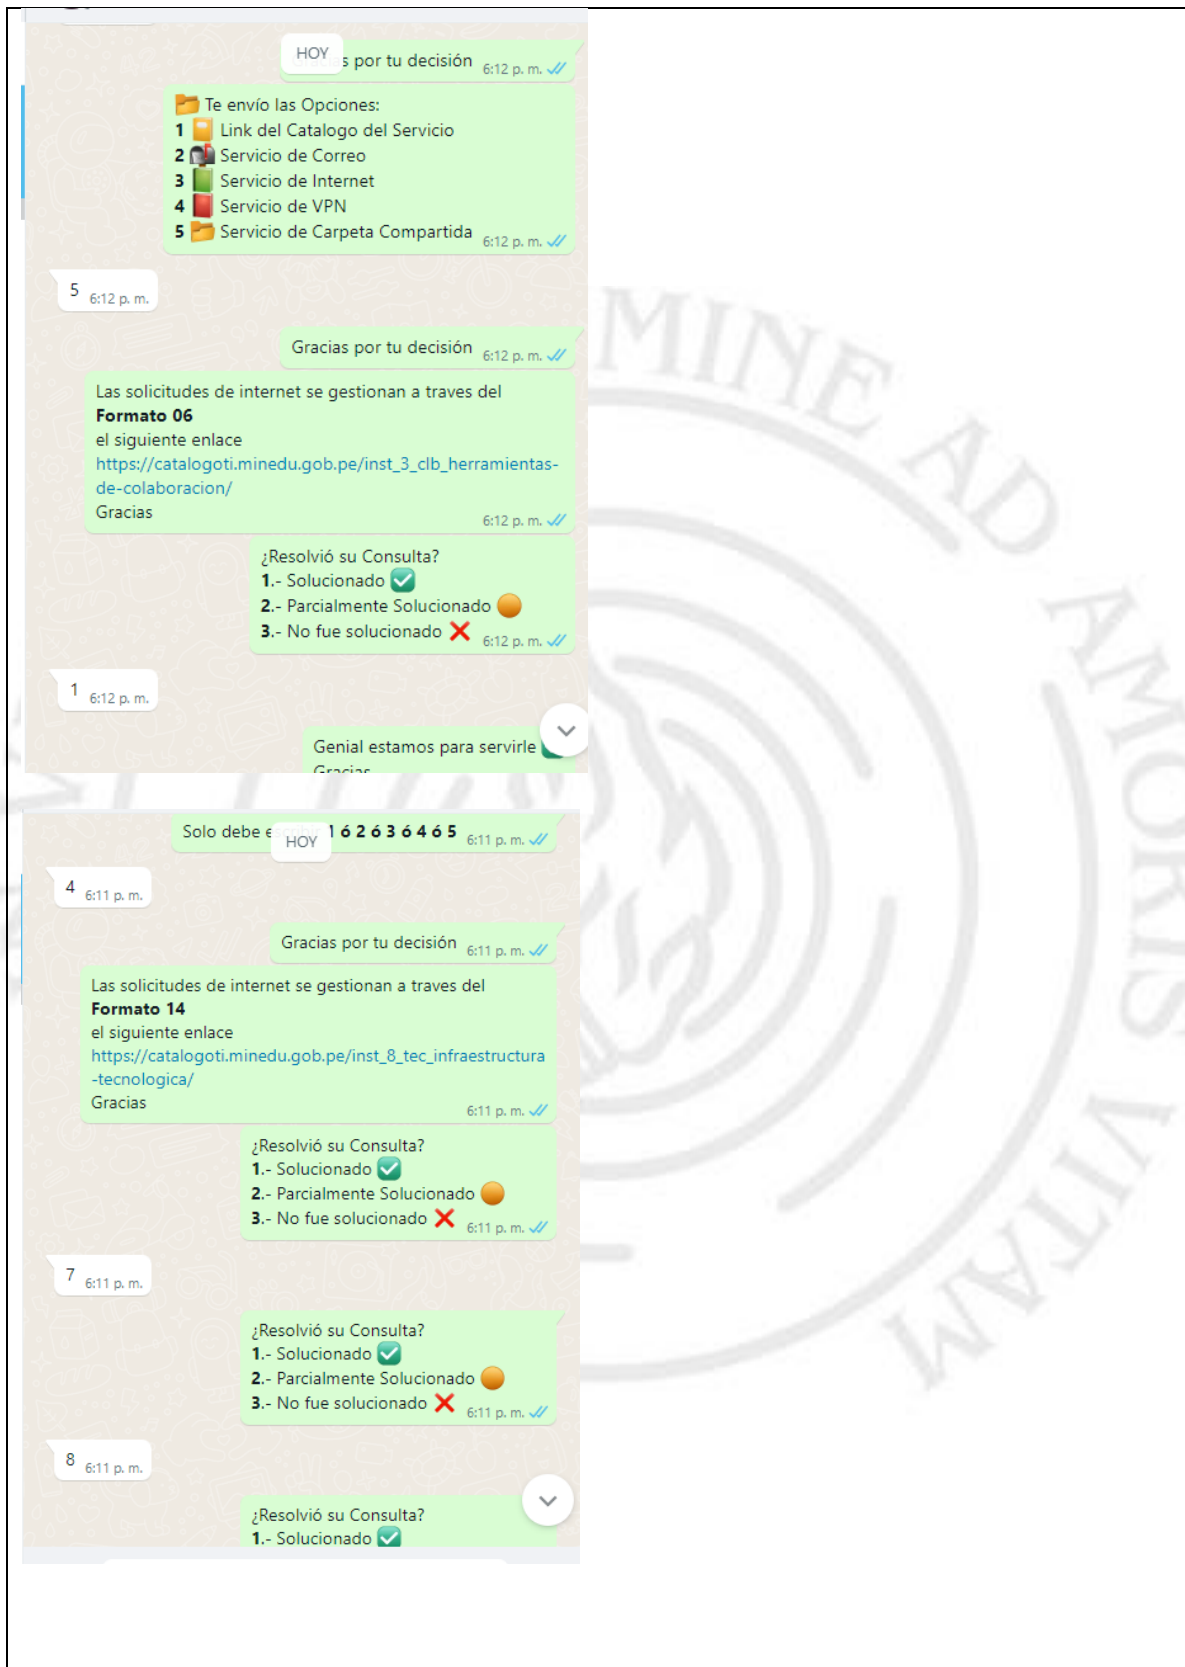 HOY
s por tu decisión 6:12 p. m.
Te envío las Opciones:
1 Link del Catalogo del Servicio
2 Servicio de Correo
3 Servicio de Internet
4 Servicio de VPN
5 Servicio de Carpeta Compartida 6:12 p. m.
5 6:12 p. m.
Gracias por tu decisión 6:12 p. m.
Las solicitudes de internet se gestionan a traves del
Formato 06
el siguiente enlace
https://catalogoti.minedu.gob.pe/inst_3_clb_herramientas-
de-colaboracion/
Gracias
6:12 p. m.
¿Resolvió su Consulta?
1.- Solucionado
2.- Parcialmente Solucionado
3.- No fue solucionado 6:12 p. m.
1 6:12 p. m.
Genial estamos para servirle
Gracias
Solo debe 1 ó 2 ó 3 ó 4 ó 5 6:11 p. m.
HOY
4 6:11 p. m.
Gracias por tu decisión 6:11 p. m.
Las solicitudes de internet se gestionan a traves del
Formato 14
el siguiente enlace
https://catalogoti.minedu.gob.pe/inst_8_tec_infraestructura
-tecnologica/
Gracias
6:11 p. m.
¿Resolvió su Consulta?
1.- Solucionado
2.- Parcialmente Solucionado
3.- No fue solucionado 6:11 p. m.
7 6:11 p. m.
¿Resolvió su Consulta?
1.- Solucionado
2.- Parcialmente Solucionado
3.- No fue solucionado 6:11 p. m.
8 6:11 p. m.
¿Resolvió su Consulta?
1.- Solucionado
MINE AD AMORIS VITAM